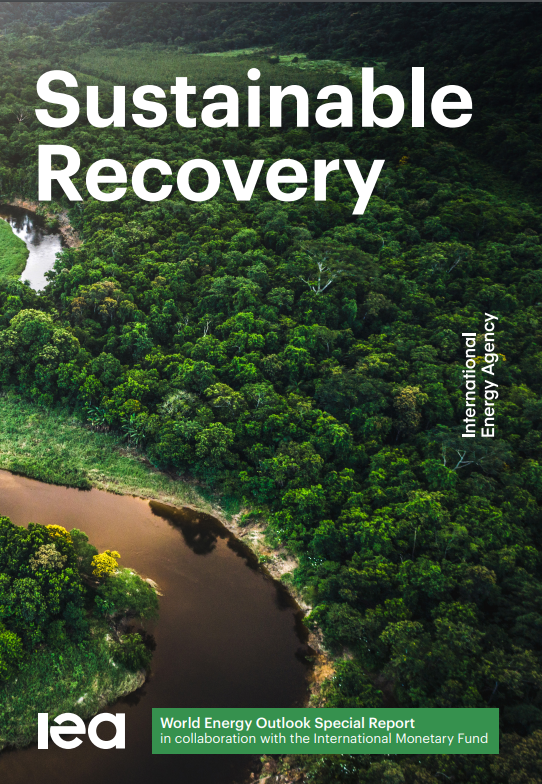 Sustainable
Recovery
International
Energy Agency
iea
World Energy Outlook Special Report
in collaboration with the International Monetary Fund